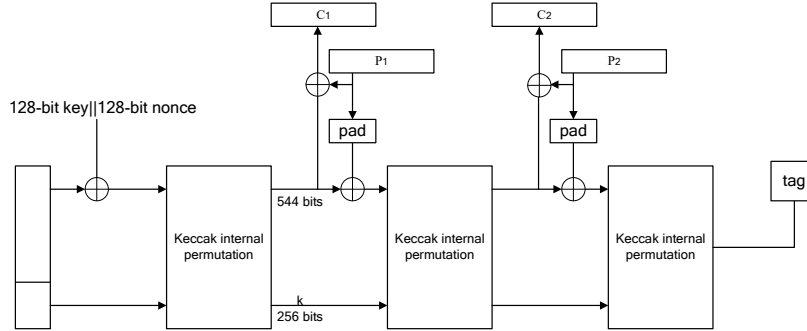 C1
C2
P1
P2
128-bit key||128-bit nonce
pad
pad
tag
544 bits
Keccak internal
permutation
Keccak internal
permutation
Keccak internal
permutation
k
256 bits